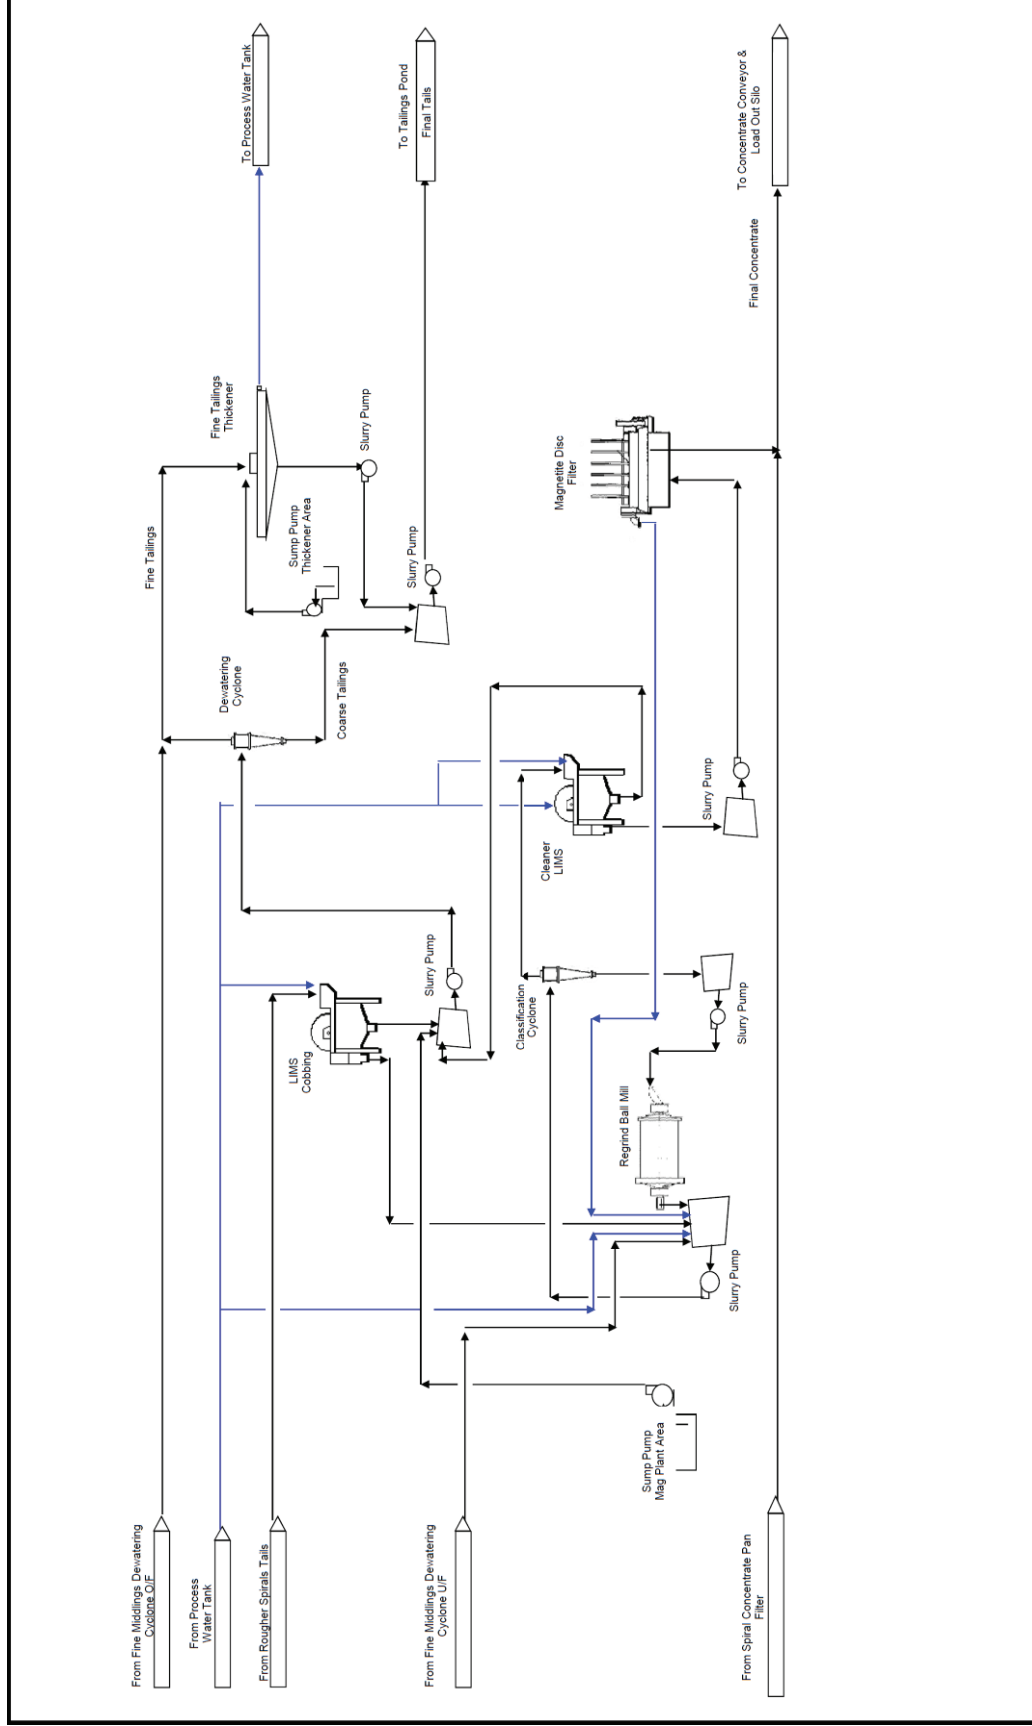 From Fine Middlings Dewatering
Cyclone O/F
From Process
Water Tank
From Rougher Spirals Tails
From Fine Middlings Dewatering
Cyclone U/F
From Spiral Concentrate Pan
Filter
Sump Pump
Mag Plant Area
Slurry Pump
Regrind Ball Mill
Slurry Pump
LIMS
Cobbing
Slurry Pump
Classification
Cyclone
Cleaner
LIMS
Slurry Pump
Dewatering
Cyclone
Coarse Tailings
Fine Tailings
Sump Pump
Thickener Area
Slurry Pump
Fine Tailings
Thickener
Slurry Pump
Magnetite Disc
Filter
Final Concentrate
To Process Water Tank
To Tailings Pond
Final Tails
To Concentrate Conveyor &
Load Out Silo